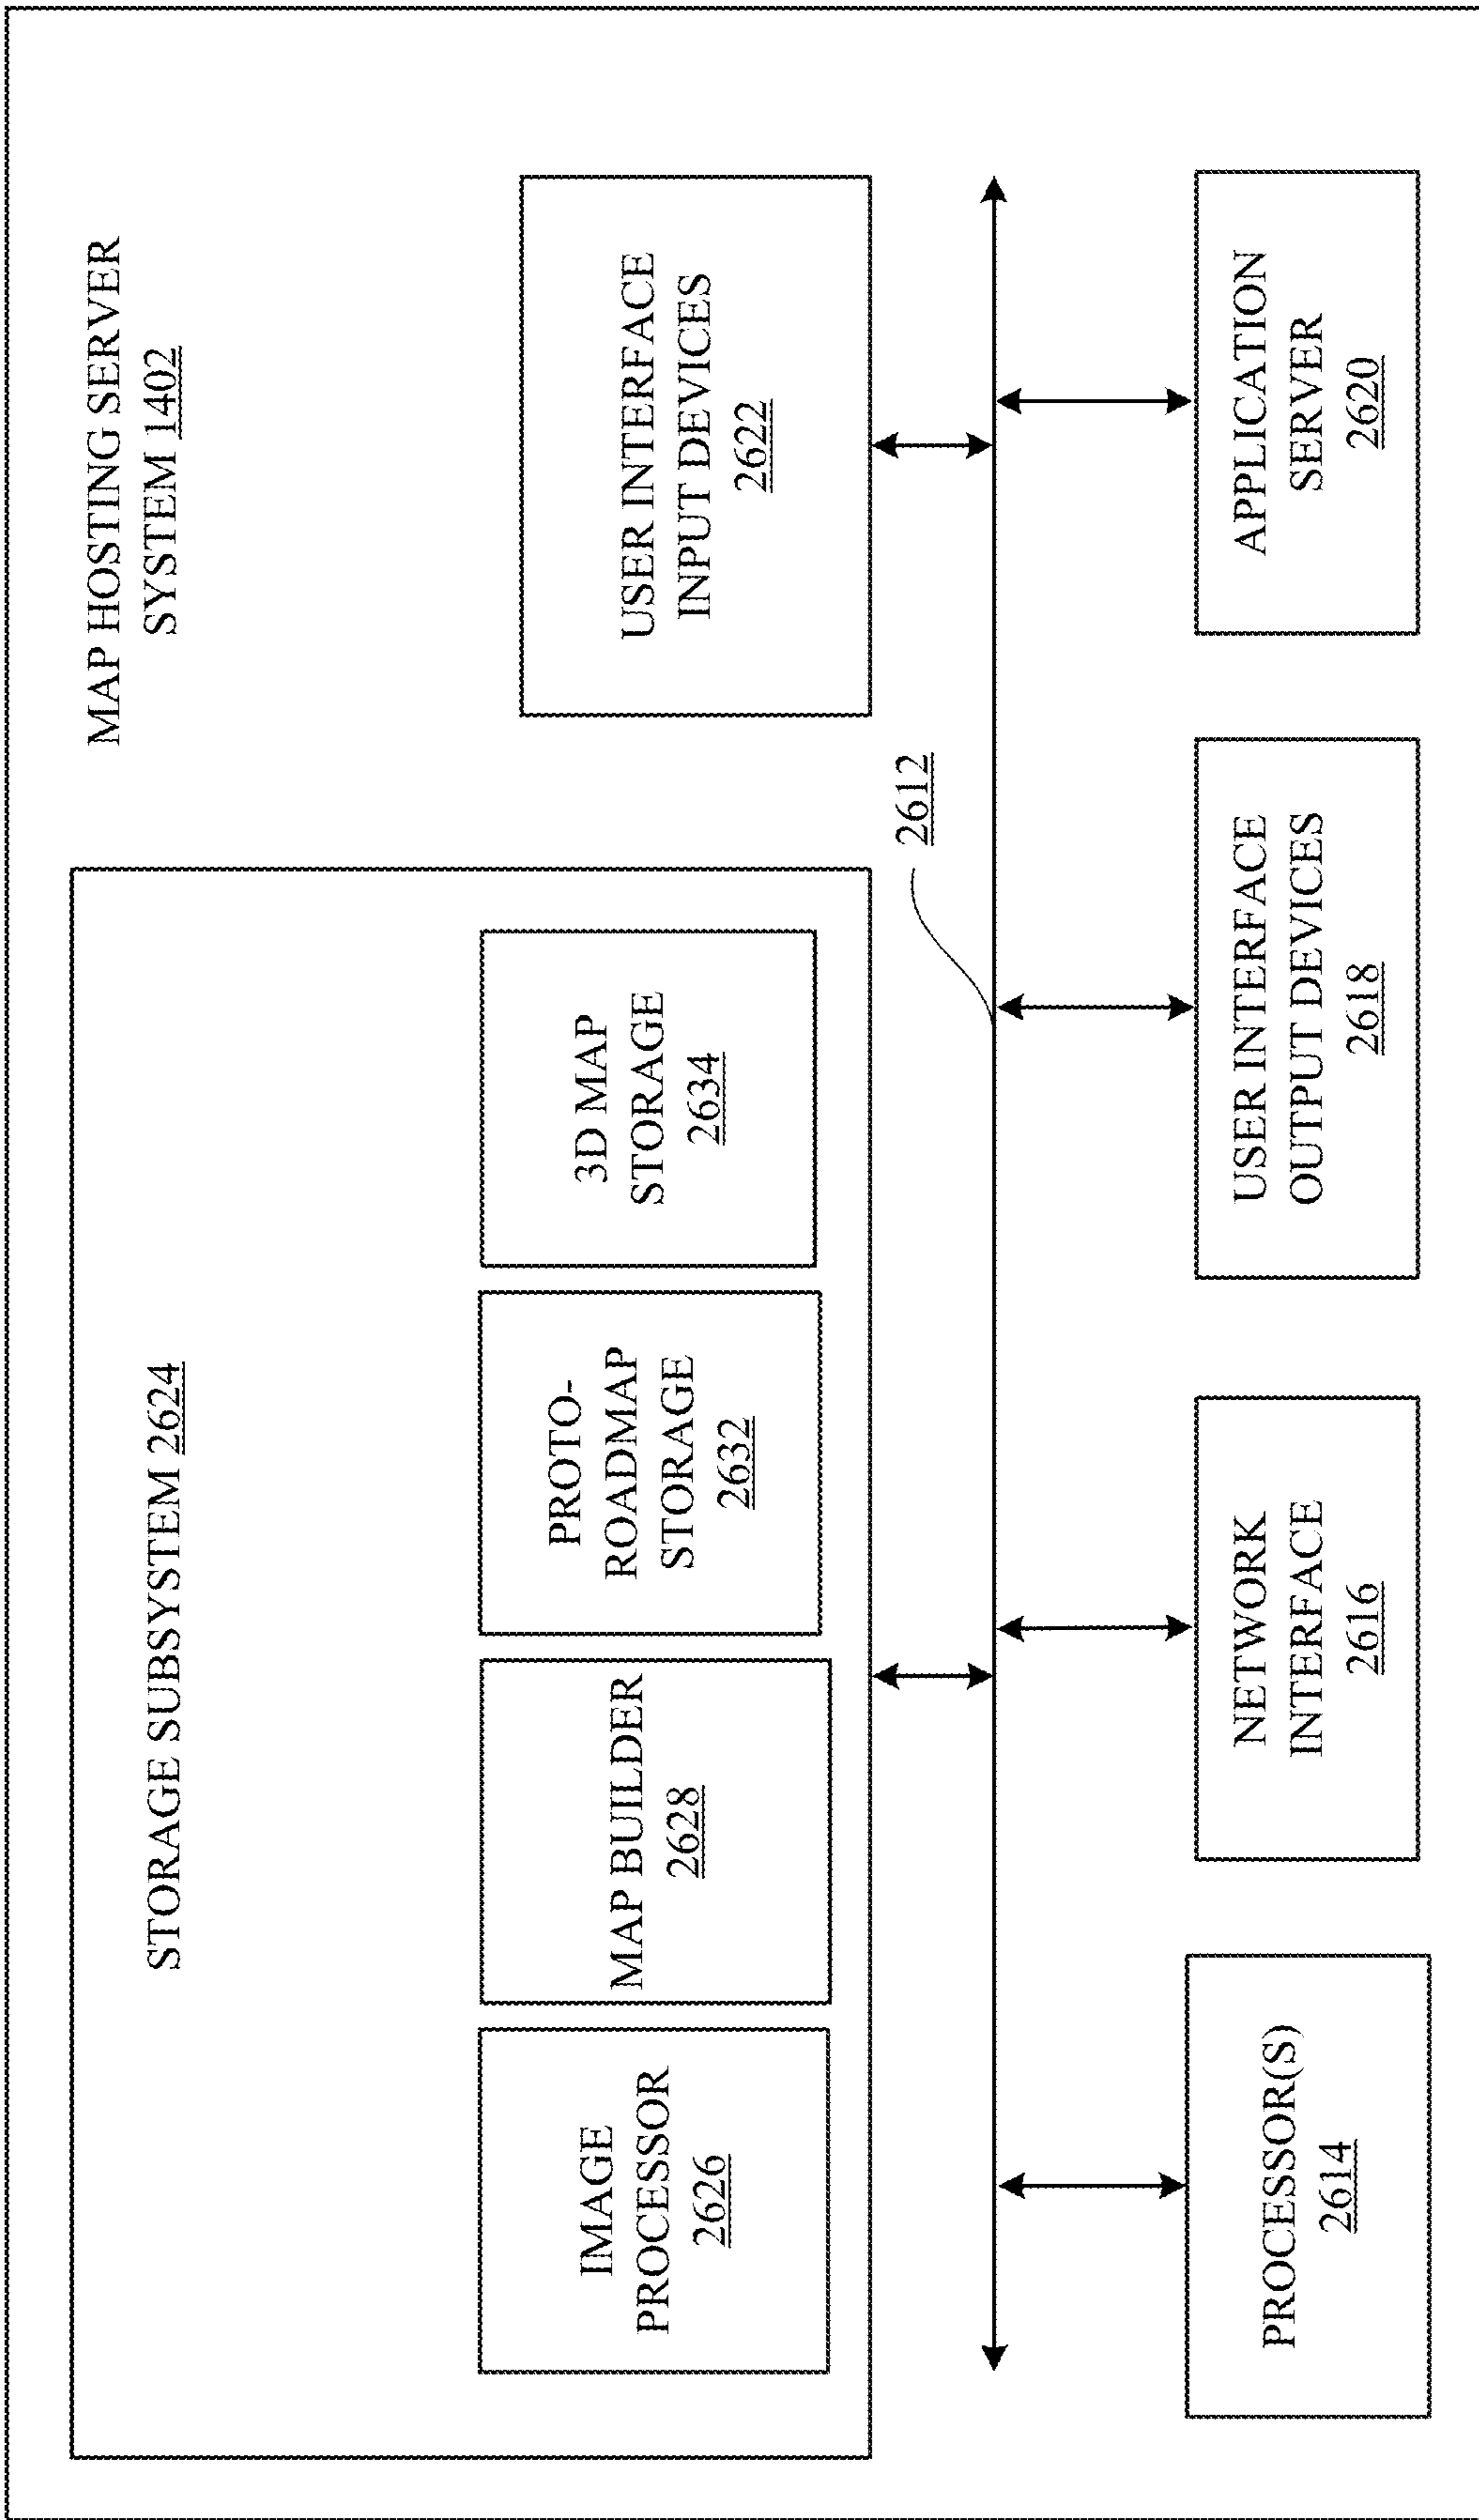 MAP HOSTING SERVER
SYSTEM 1402
STORAGE SUBSYSTEM 2624
IMAGE
PROCESSOR
2626
MAP BUILDER
2628
PROTO-
ROADMAP
STORAGE
2632
3D MAP
STORAGE
2634
USER INTERFACE
INPUT DEVICES
2622
2612
PROCESSOR(S)
2614
NETWORK
INTERFACE
2616
USER INTERFACE
OUTPUT DEVICES
2618
APPLICATION
SERVER
2620